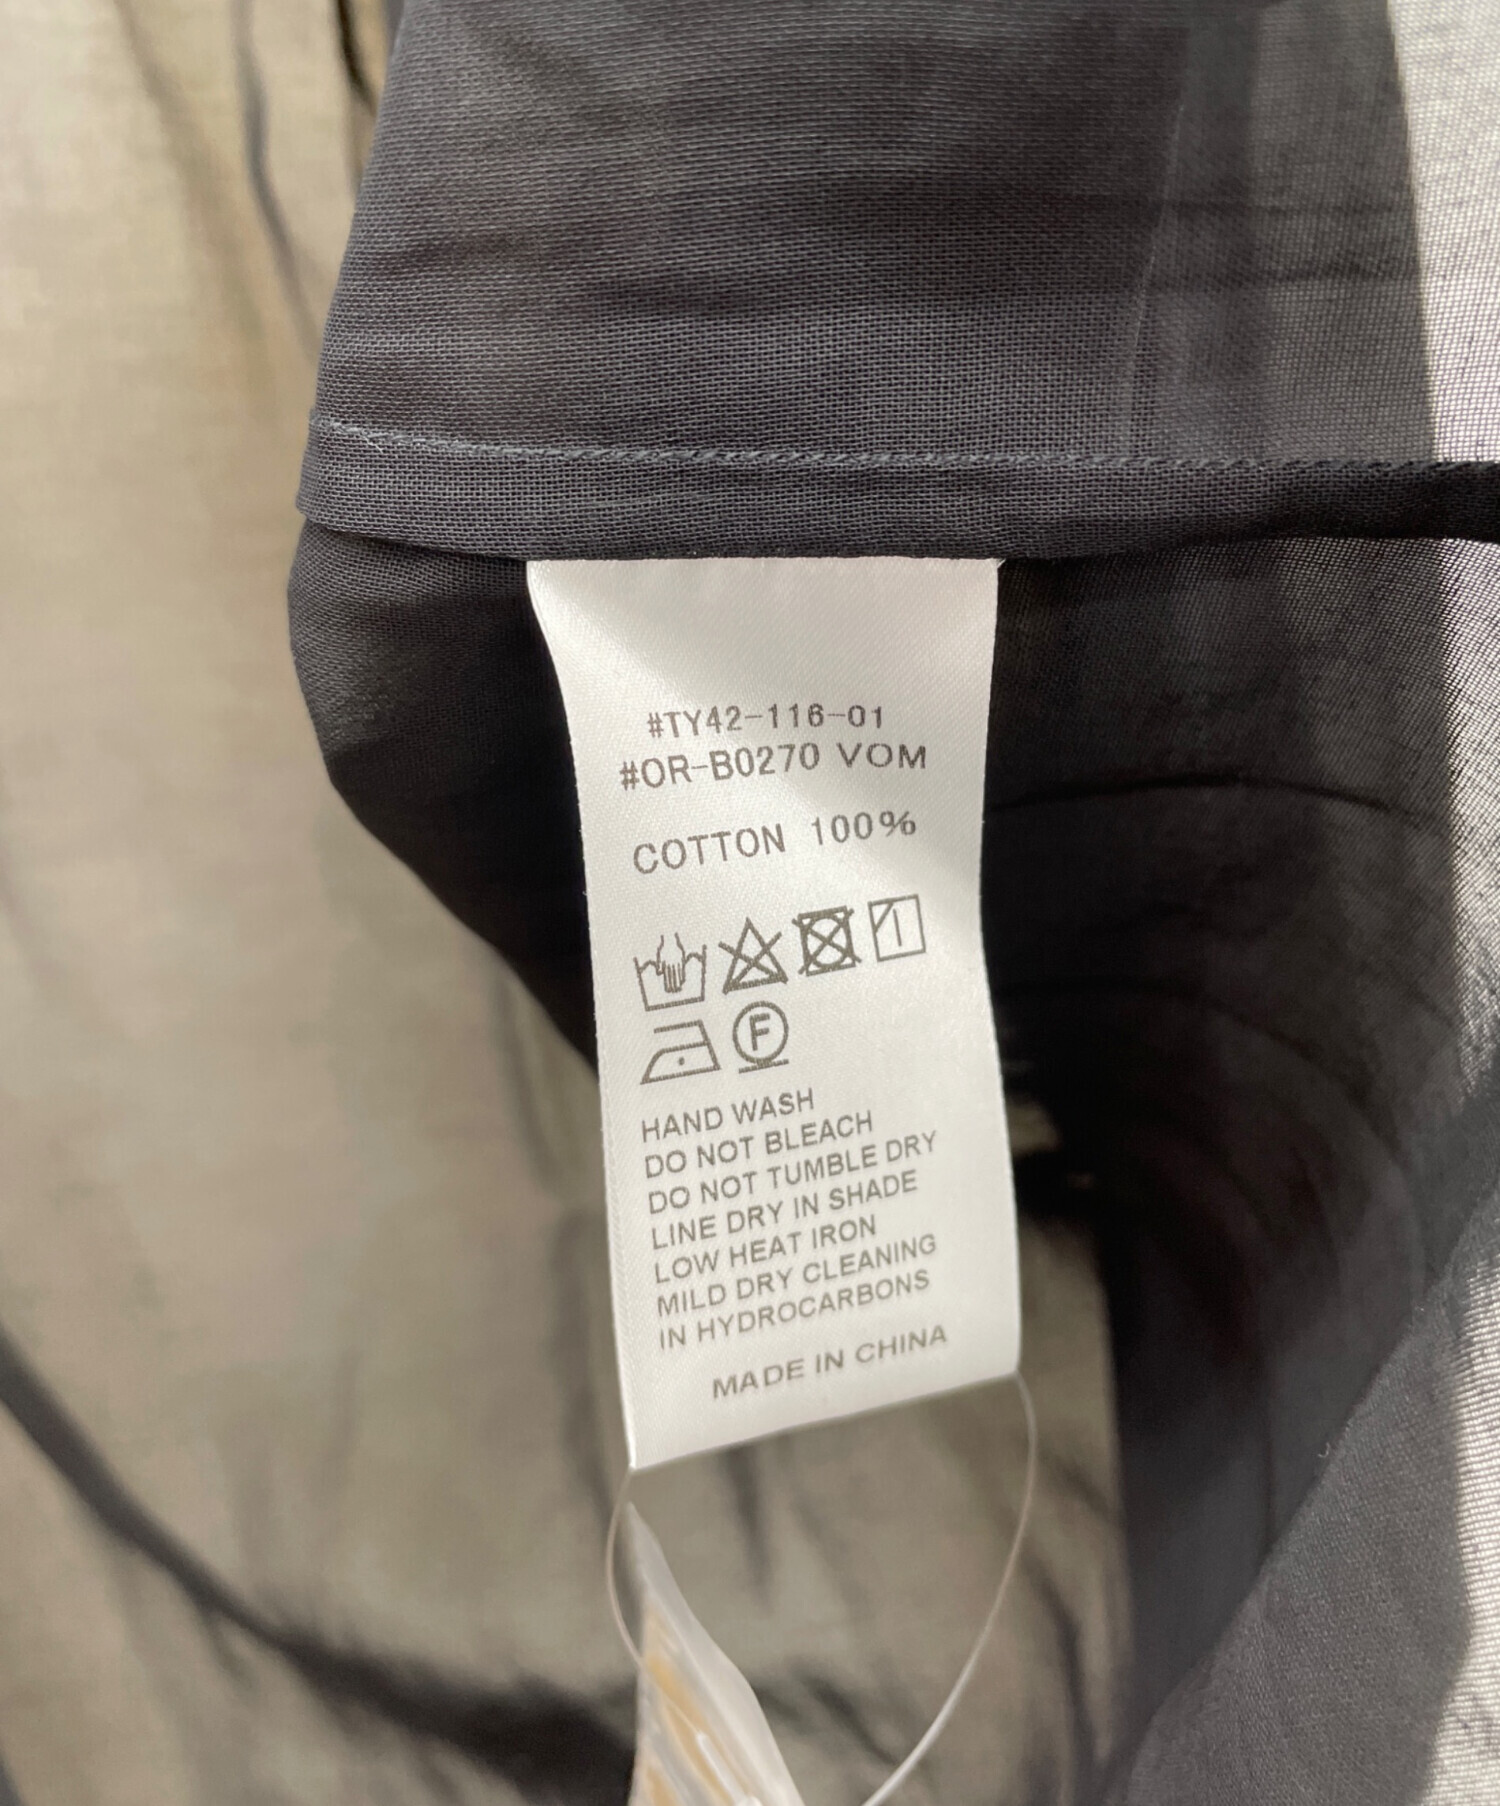 #TY42-116-01
#OR-B0270 VOM
COTTON 100%
F
HAND WASH
DO NOT BLEACH
DO NOT TUMBLE DRY
LINE DRY IN SHADE
LOW HEAT IRON
MILD DRY CLEANING
IN HYDROCARBONS
MADE IN CHINA